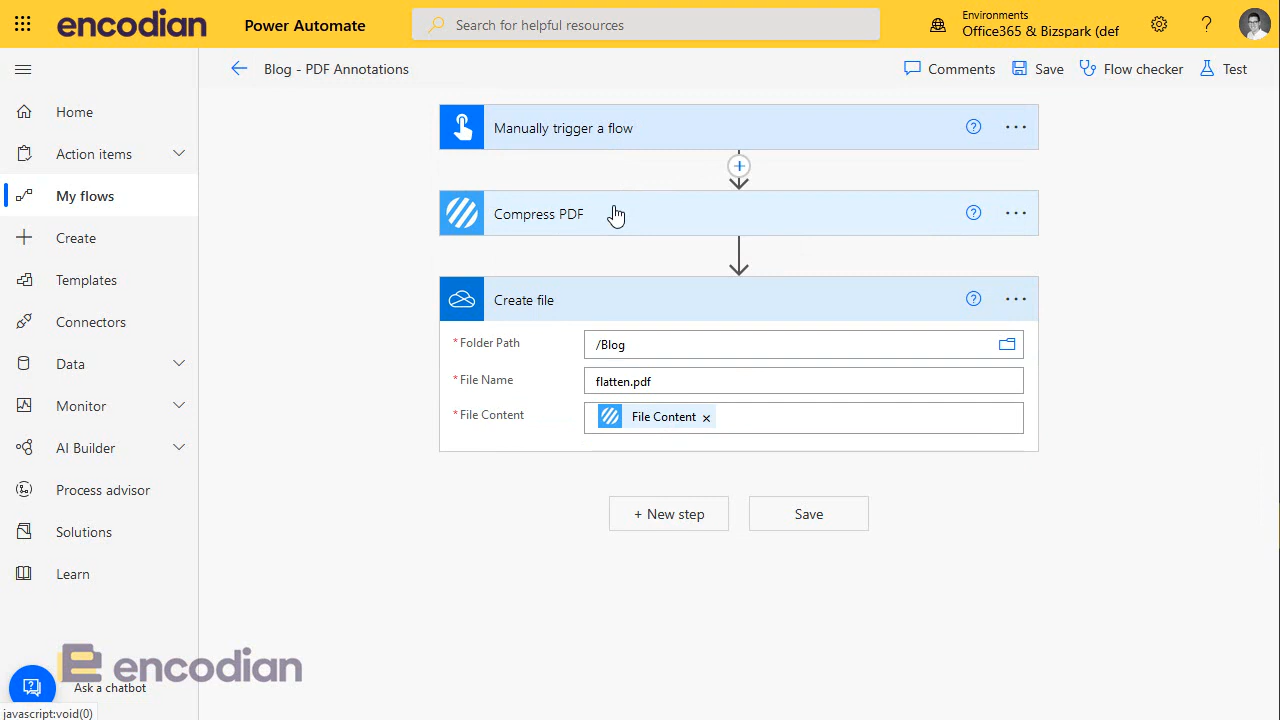 encodian
Power Automate
Search for helpful resources
Environments
Office365 & Bizspark (def
?
Blog - PDF Annotations
Comments
Save
Flow checker
Test
Home
Action items
My flows
Create
Templates
Connectors
Data
Monitor
AI Builder
Process advisor
Solutions
Learn
Manually trigger a flow
Compress PDF
Create file
*Folder Path
/Blog
*File Name
flatten.pdf
*File Content
File Content ×
+ New step
Save
encodian
Ask a chatbot
javascript:void(0)